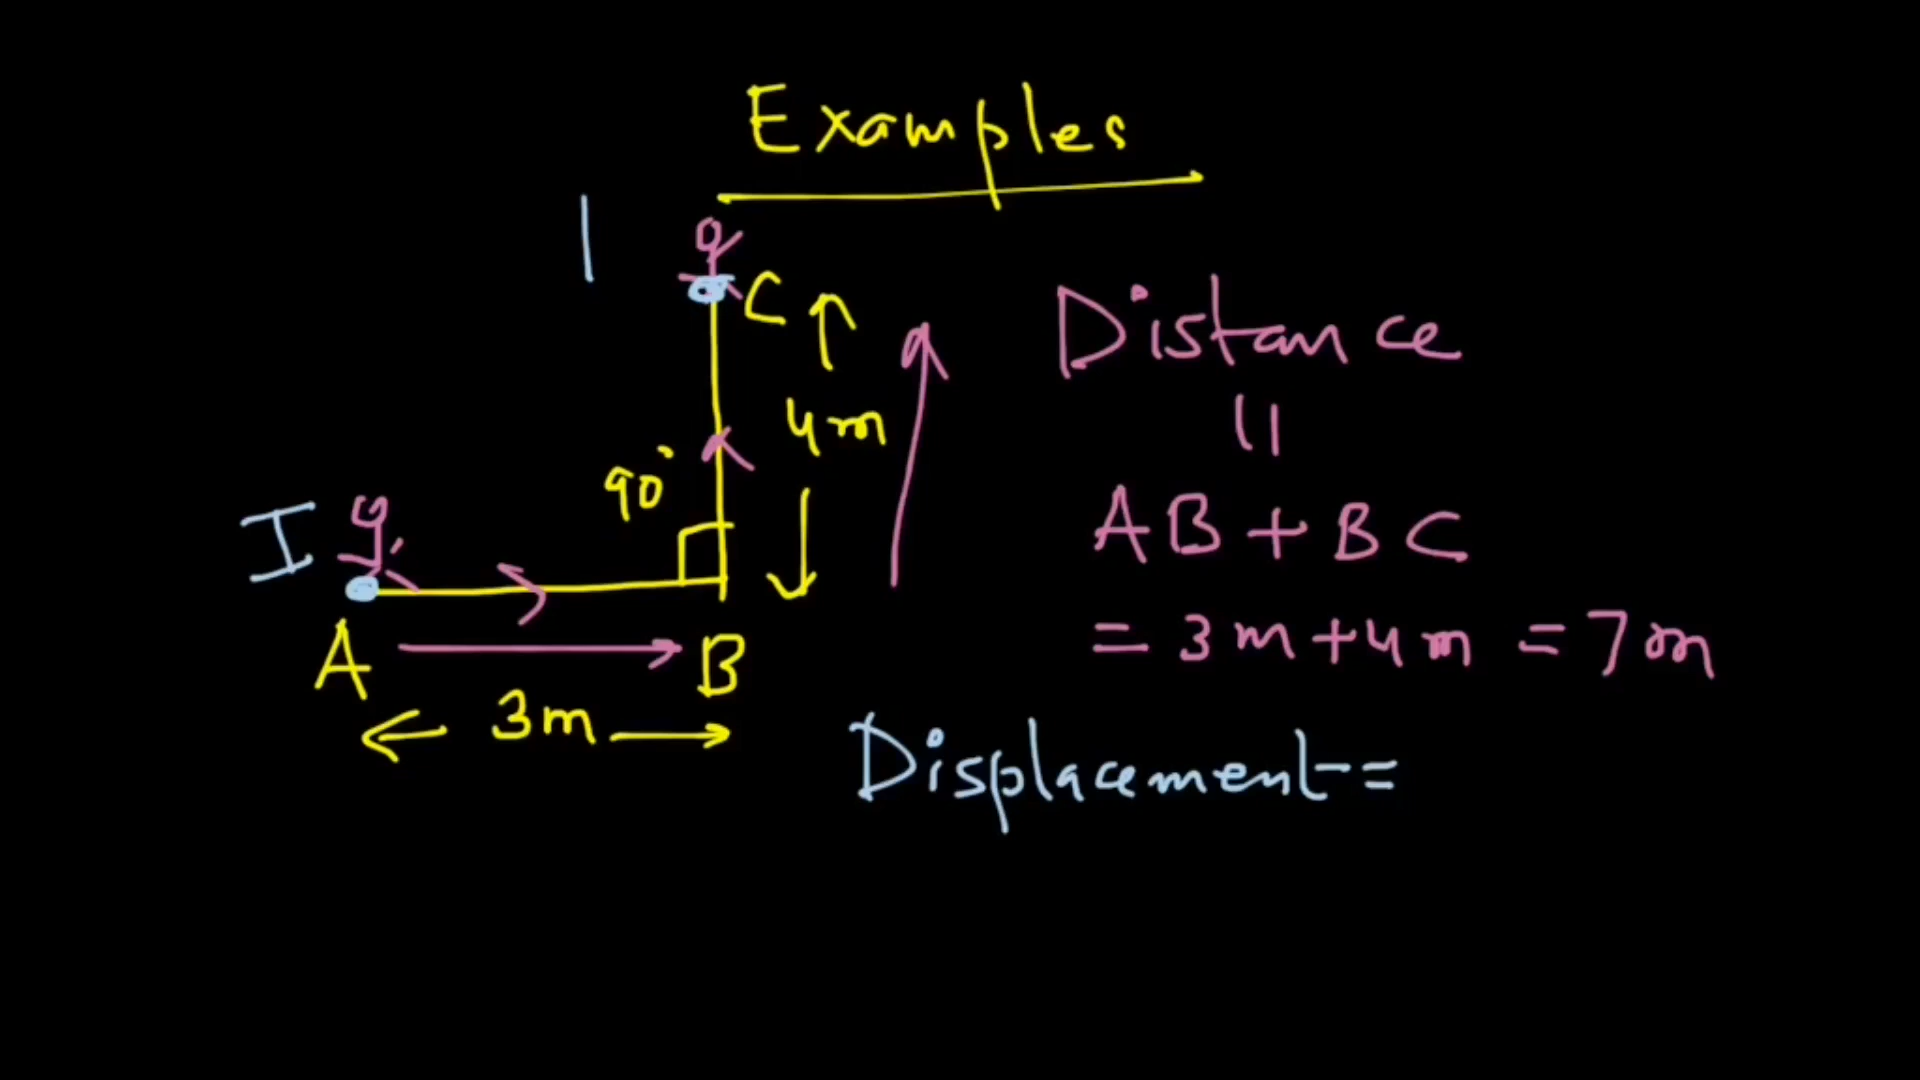 Examples
C
4m
90°
I
A
B
3m
Distance
=
AB + BC
= 3m + 4m = 7m
Displacement =